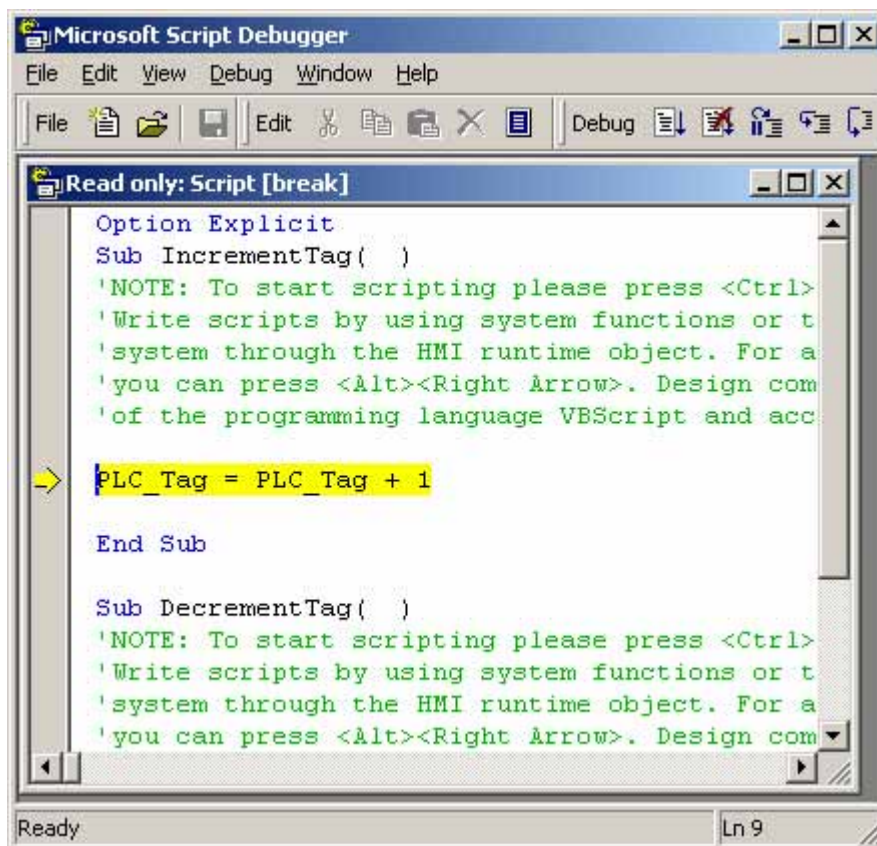 Microsoft Script Debugger
File Edit View Debug Window Help
File Edit Debug
Read only: Script [break]
Option Explicit
Sub IncrementTag(  )
'NOTE: To start scripting please press <Ctrl>
'Write scripts by using system functions or t
'system through the HMI runtime object. For a
'you can press <Alt><Right Arrow>. Design com
'of the programming language VBScript and acc
PLC_Tag = PLC_Tag + 1
End Sub
Sub DecrementTag(  )
'NOTE: To start scripting please press <Ctrl>
'Write scripts by using system functions or t
'system through the HMI runtime object. For a
'you can press <Alt><Right Arrow>. Design com
Ready Ln 9